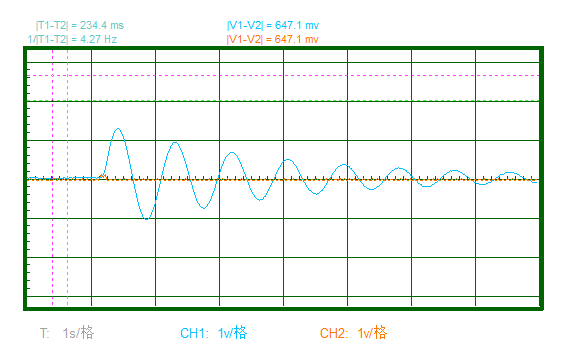 |T1-T2| = 234.4 ms |V1-V2| = 647.1 mv
1/|T1-T2| = 4.27 Hz |V1-V2| = 647.1 mv
T: 1s/格 CH1: 1v/格 CH2: 1v/格